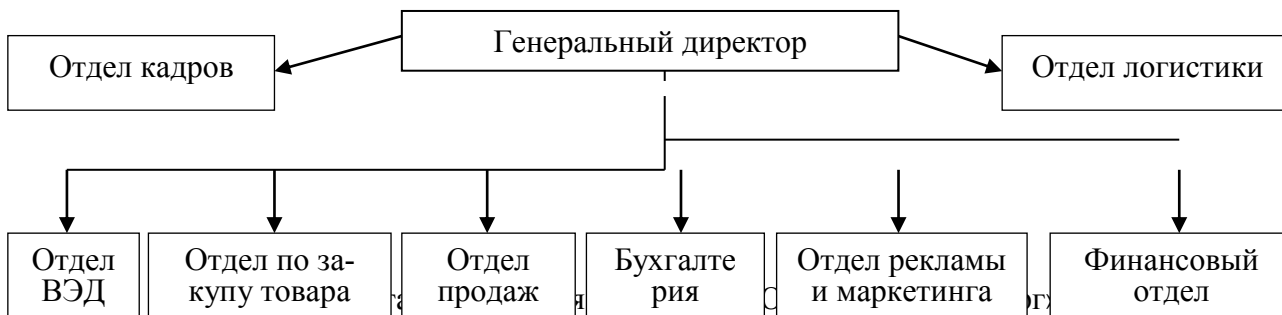 Генеральный директор
Отдел кадров
Отдел логистики
Отдел
ВЭД
Отдел по за-
купу товара
Отдел
продаж
Бухгалте
рия
Отдел рекламы
и маркетинга
Финансовый
отдел